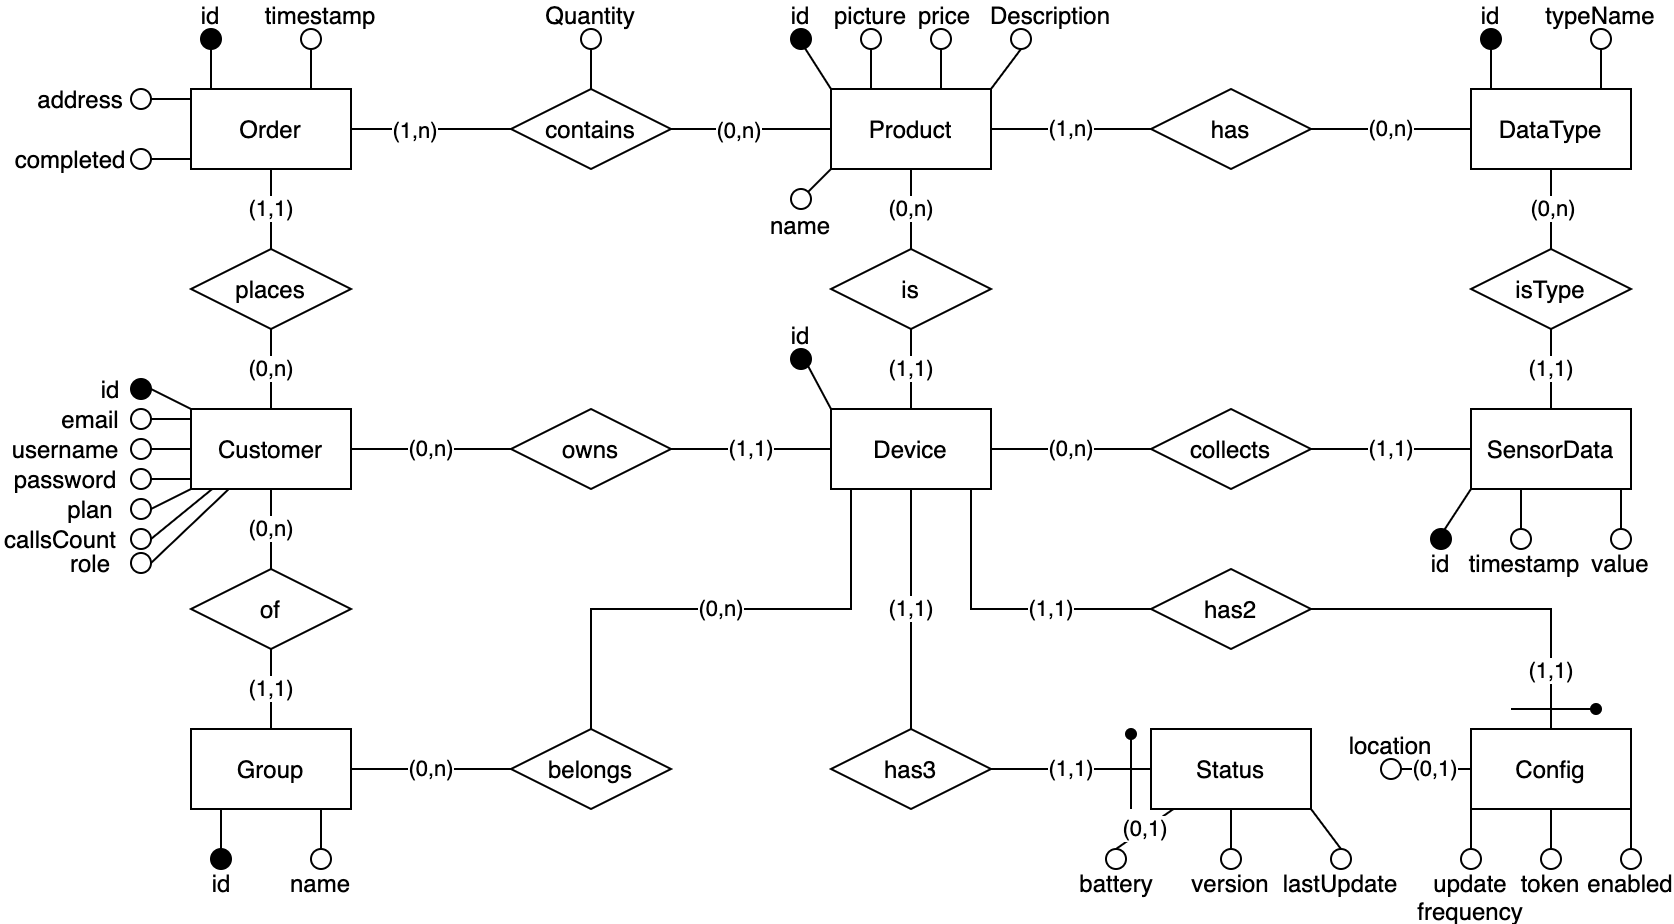 id
timestamp
Quantity
id
picture
price
Description
id
typeName
address
completed
Order
(1,n)
contains
(0,n)
Product
(1,n)
has
(0,n)
DataType
name
(1,1)
(0,n)
(0,n)
places
is
isType
(0,n)
id
(1,1)
(1,1)
id
email
username
password
plan
callsCount
role
Customer
(0,n)
owns
(1,1)
Device
(0,n)
collects
(1,1)
SensorData
(0,n)
id
timestamp
value
of
(0,n)
(1,1)
(1,1)
has2
(1,1)
(1,1)
Group
(0,n)
belongs
has3
(1,1)
Status
location
(0,1)
Config
(0,1)
id
name
battery
version
lastUpdate
update
frequency
token
enabled